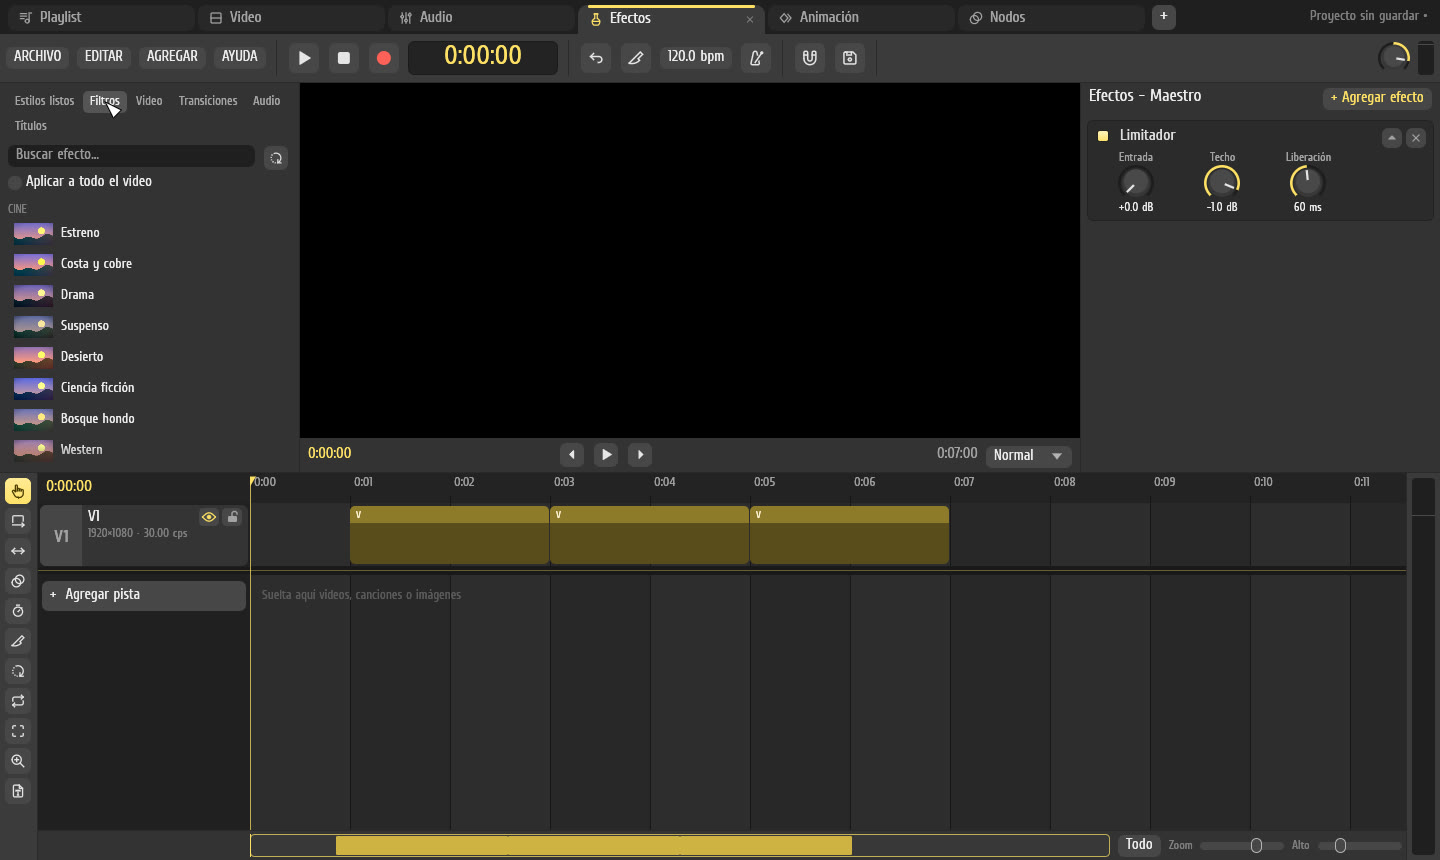 Playlist
Video
Audio
Efectos
Animación
Nodos
+
Proyecto sin guardar •
ARCHIVO
EDITAR
AGREGAR
AYUDA
0:00:00
120.0 bpm
Estilos listos
Filtros
Video
Transiciones
Audio
Títulos
Buscar efecto...
Aplicar a todo el video
CINE
Estreno
Costa y cobre
Drama
Suspenso
Desierto
Ciencia ficción
Bosque hondo
Western
0:00:00
0:07:00
Normal
Efectos - Maestro
+ Agregar efecto
Limitador
Entrada
Techo
Liberación
+0.0 dB
-1.0 dB
60 ms
0:00:00
0:00
0:01
0:02
0:03
0:04
0:05
0:06
0:07
0:08
0:09
0:10
0:11
V1
V1
1920×1080 · 30.00 cps
V
V
V
+ Agregar pista
Suelta aquí videos, canciones o imágenes
Todo
Zoom
Alto